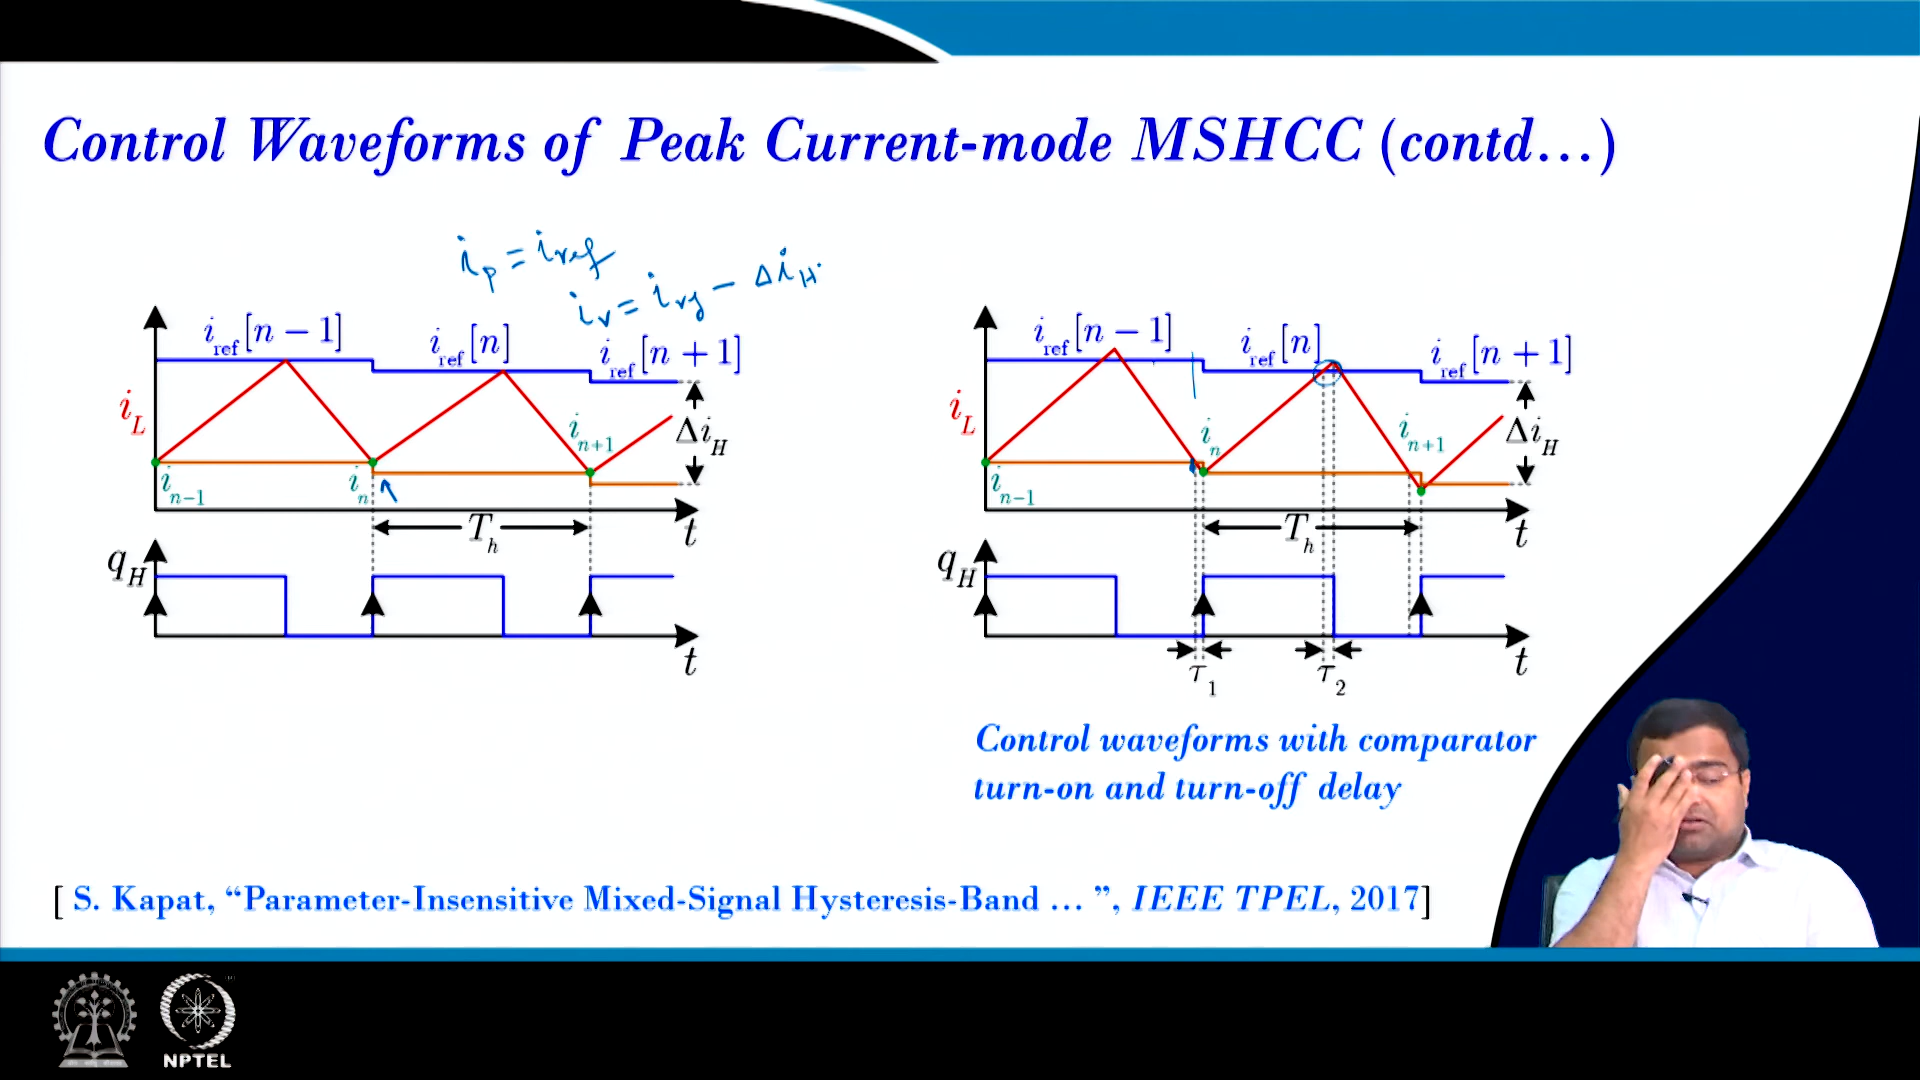 Control Waveforms of Peak Current-mode MSHCC (contd…)
i_p = i_ref
i_v = i_ref - Δi_H
i_ref[n − 1]
i_ref[n]
i_ref[n + 1]
i_L
Δi_H
i_n−1
i_n
i_n+1
T_h
t
q_H
t
i_ref[n − 1]
i_ref[n]
i_ref[n + 1]
i_L
Δi_H
i_n−1
i_n
i_n+1
T_h
t
q_H
t
τ_1
τ_2
Control waveforms with comparator
turn-on and turn-off delay
[ S. Kapat, “Parameter-Insensitive Mixed-Signal Hysteresis-Band … ”, IEEE TPEL, 2017]
NPTEL